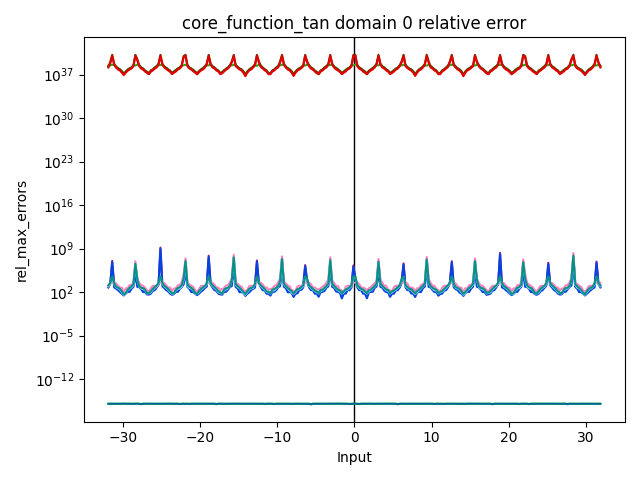 core_function_tan domain 0 relative error
rel_max_errors
10^37
10^30
10^23
10^16
10^9
10^2
10^−5
10^−12
−30 −20 −10 0 10 20 30
Input